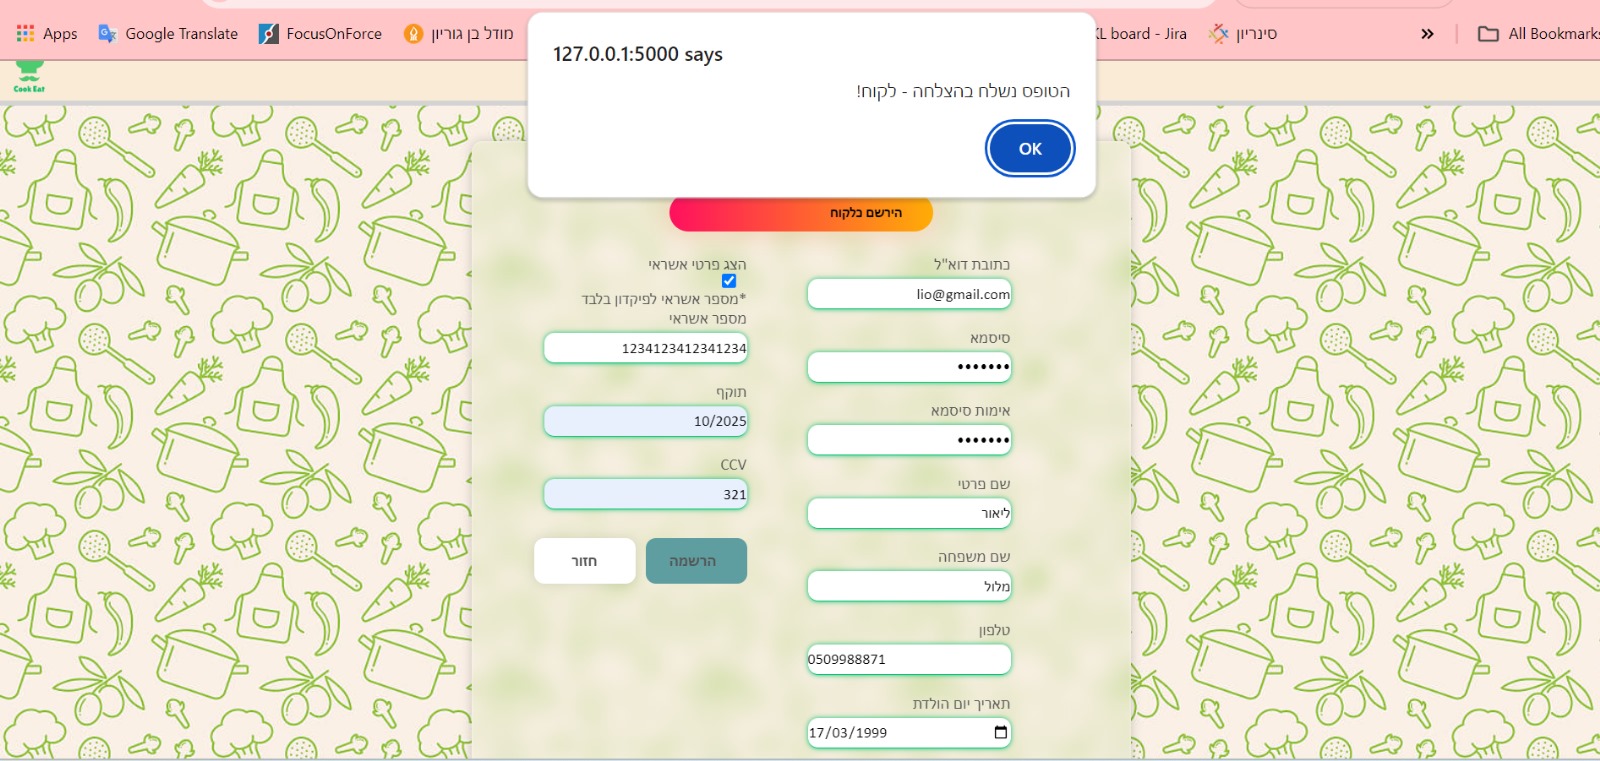 Apps
Google Translate
FocusOnForce
מודל בן גוריון
KL board - Jira
סינריון
»
All Bookmarks
127.0.0.1:5000 says
הטופס נשלח בהצלחה - לקוח!
OK
Cook Eat
הירשם כלקוח
כתובת דוא"ל
lio@gmail.com
סיסמא
•••••••
אימות סיסמא
•••••••
שם פרטי
ליאור
שם משפחה
מלול
טלפון
0509988871
תאריך יום הולדת
17/03/1999
הצג פרטי אשראי
*מספר אשראי לפיקדון בלבד
מספר אשראי
1234123412341234
תוקף
10/2025
CCV
321
הרשמה
חזור